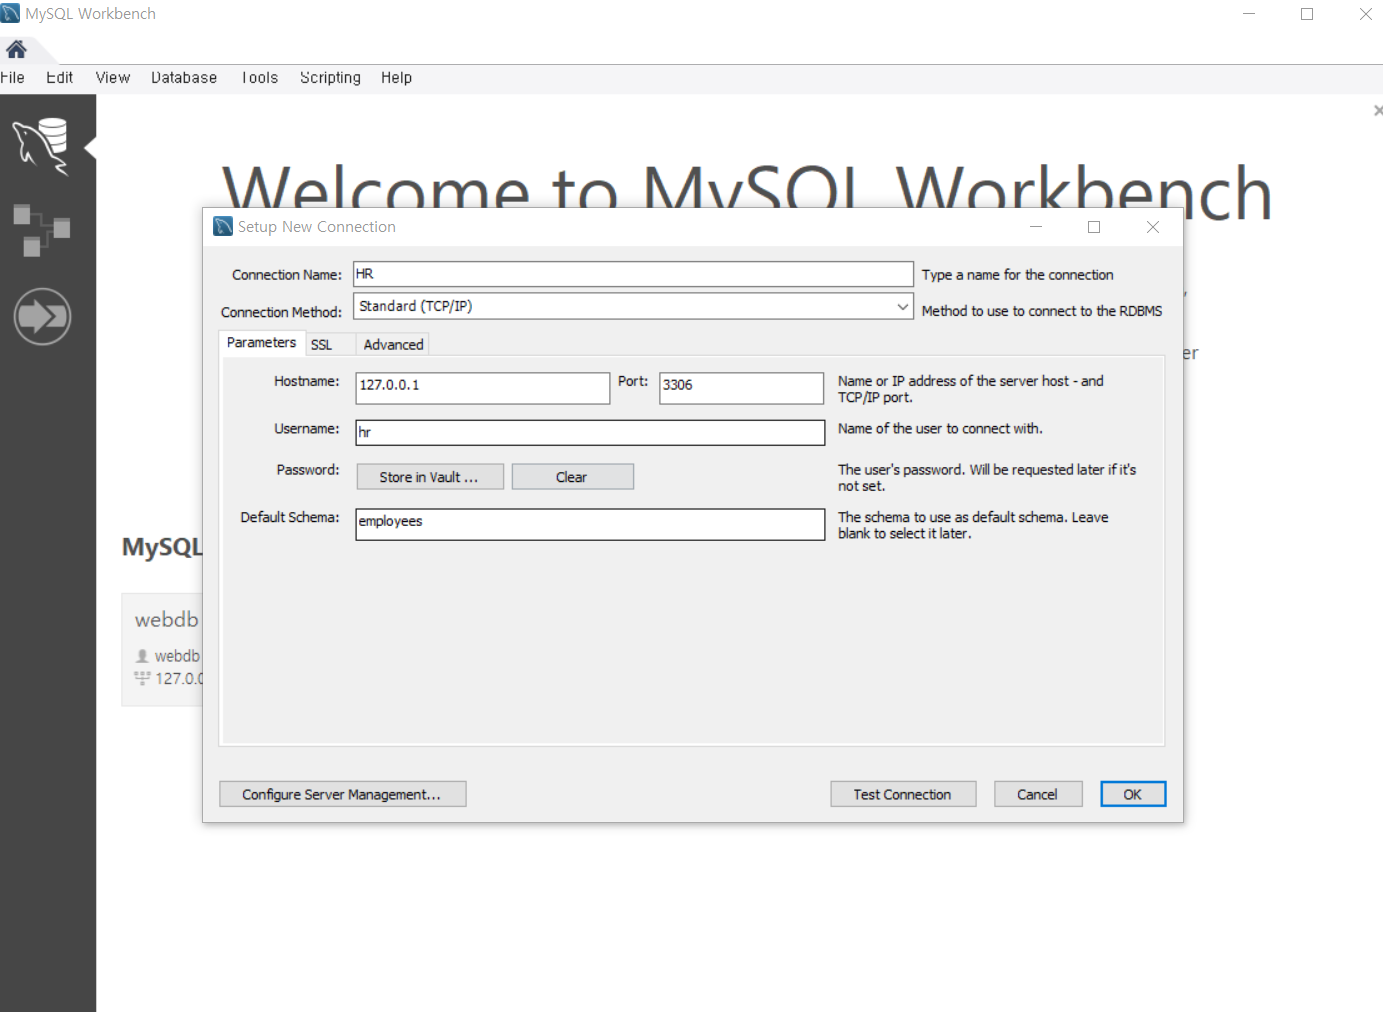 MySQL Workbench
File Edit View Database Tools Scripting Help
Welcome to MySQL Workbench
Setup New Connection
Connection Name: HR Type a name for the connection
Connection Method: Standard (TCP/IP) Method to use to connect to the RDBMS
Parameters SSL Advanced
Hostname: 127.0.0.1 Port: 3306 Name or IP address of the server host - and
TCP/IP port.
Username: hr Name of the user to connect with.
Password: Store in Vault ... Clear The user's password. Will be requested later if it's
not set.
Default Schema: employees The schema to use as default schema. Leave
blank to select it later.
MySQL
webdb
webdb
127.0.0
Configure Server Management... Test Connection Cancel OK